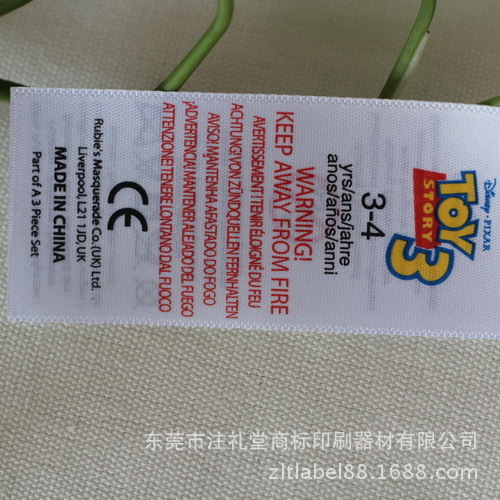 Disney · PIXAR
TOY
STORY
3
3-4
yrs/ans/jahre
anos/años/anni
WARNING!
KEEP AWAY FROM FIRE
AVERTISSEMENT! TENIR ÉLOIGNÉ DU FEU
ACHTUNG! VON ZÜNDQUELLEN FERNHALTEN
AVISO! MANTENHA AFASTADO DO FOGO
¡ADVERTENCIA! MANTENER ALEJADO DEL FUEGO
ATTENZIONE TENERE LONTANO DAL FUOCO
CE
Rubie's Masquerade Co. (UK) Ltd.
Liverpool, L21 1JD, UK
MADE IN CHINA
Part of A 3 Piece Set
东莞市注礼堂商标印刷器材有限公司
zltlabel88.1688.com